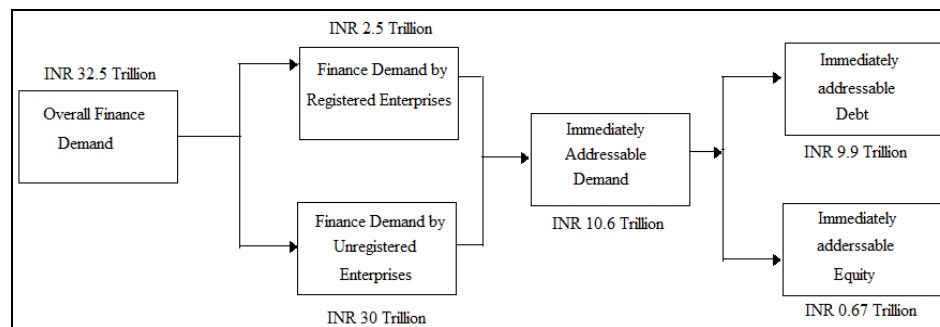 INR 32.5 Trillion
Overall Finance
Demand
INR 2.5 Trillion
Finance Demand by
Registered Enterprises
Finance Demand by
Unregistered
Enterprises
INR 30 Trillion
Immediately
Addressable
Demand
INR 10.6 Trillion
Immediately
addressable
Debt
INR 9.9 Trillion
Immediately
adderssable
Equity
INR 0.67 Trillion